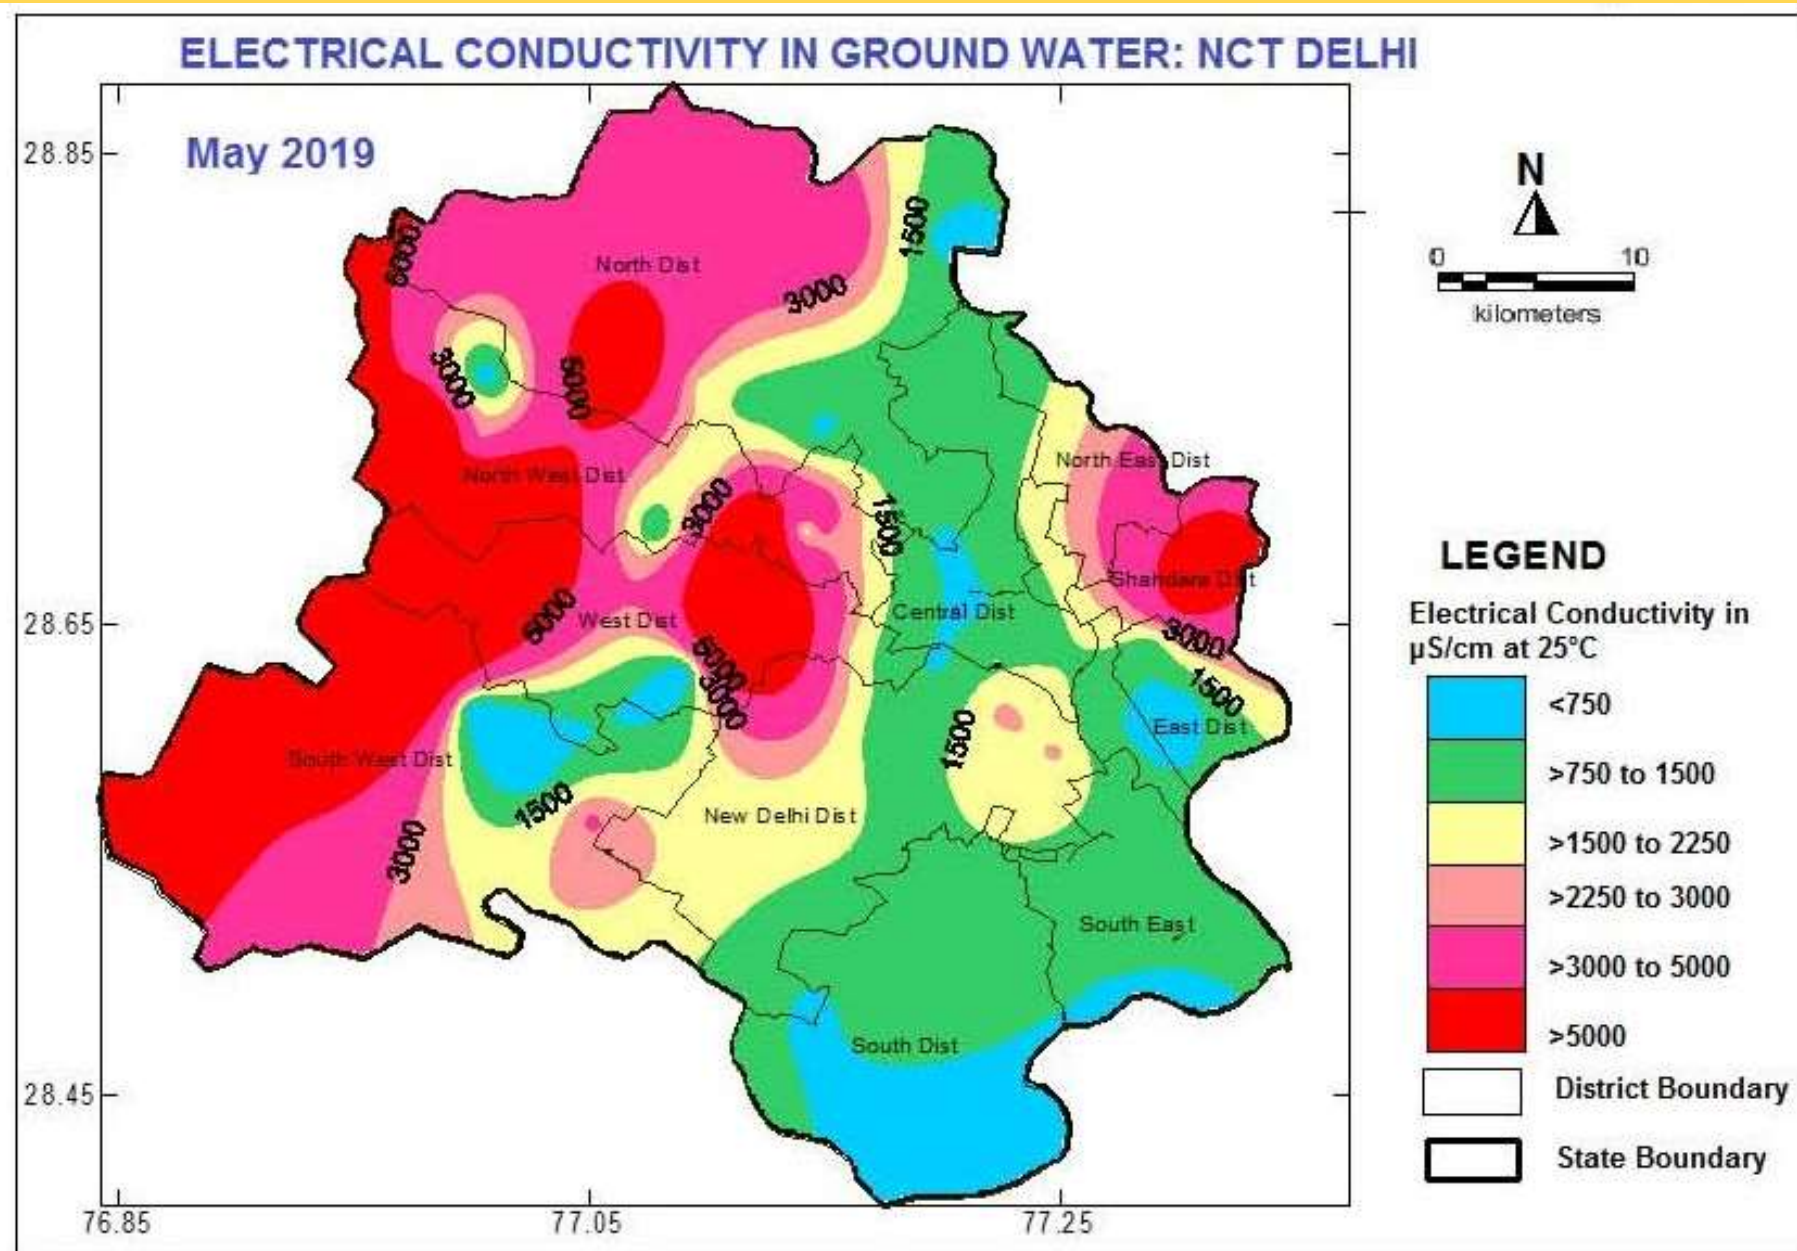 ELECTRICAL CONDUCTIVITY IN GROUND WATER: NCT DELHI
May 2019
28.85
28.65
28.45
76.85
77.05
77.25
North Dist
North West Dist
North East Dist
Shahdara Dist
West Dist
Central Dist
South West Dist
New Delhi Dist
East Dist
South East
South Dist
1500
3000
3000
3000
1500
5000
5000
3000
3000
1500
1500
1500
3000
N
0 10
kilometers
LEGEND
Electrical Conductivity in
µS/cm at 25°C
<750
>750 to 1500
>1500 to 2250
>2250 to 3000
>3000 to 5000
>5000
District Boundary
State Boundary